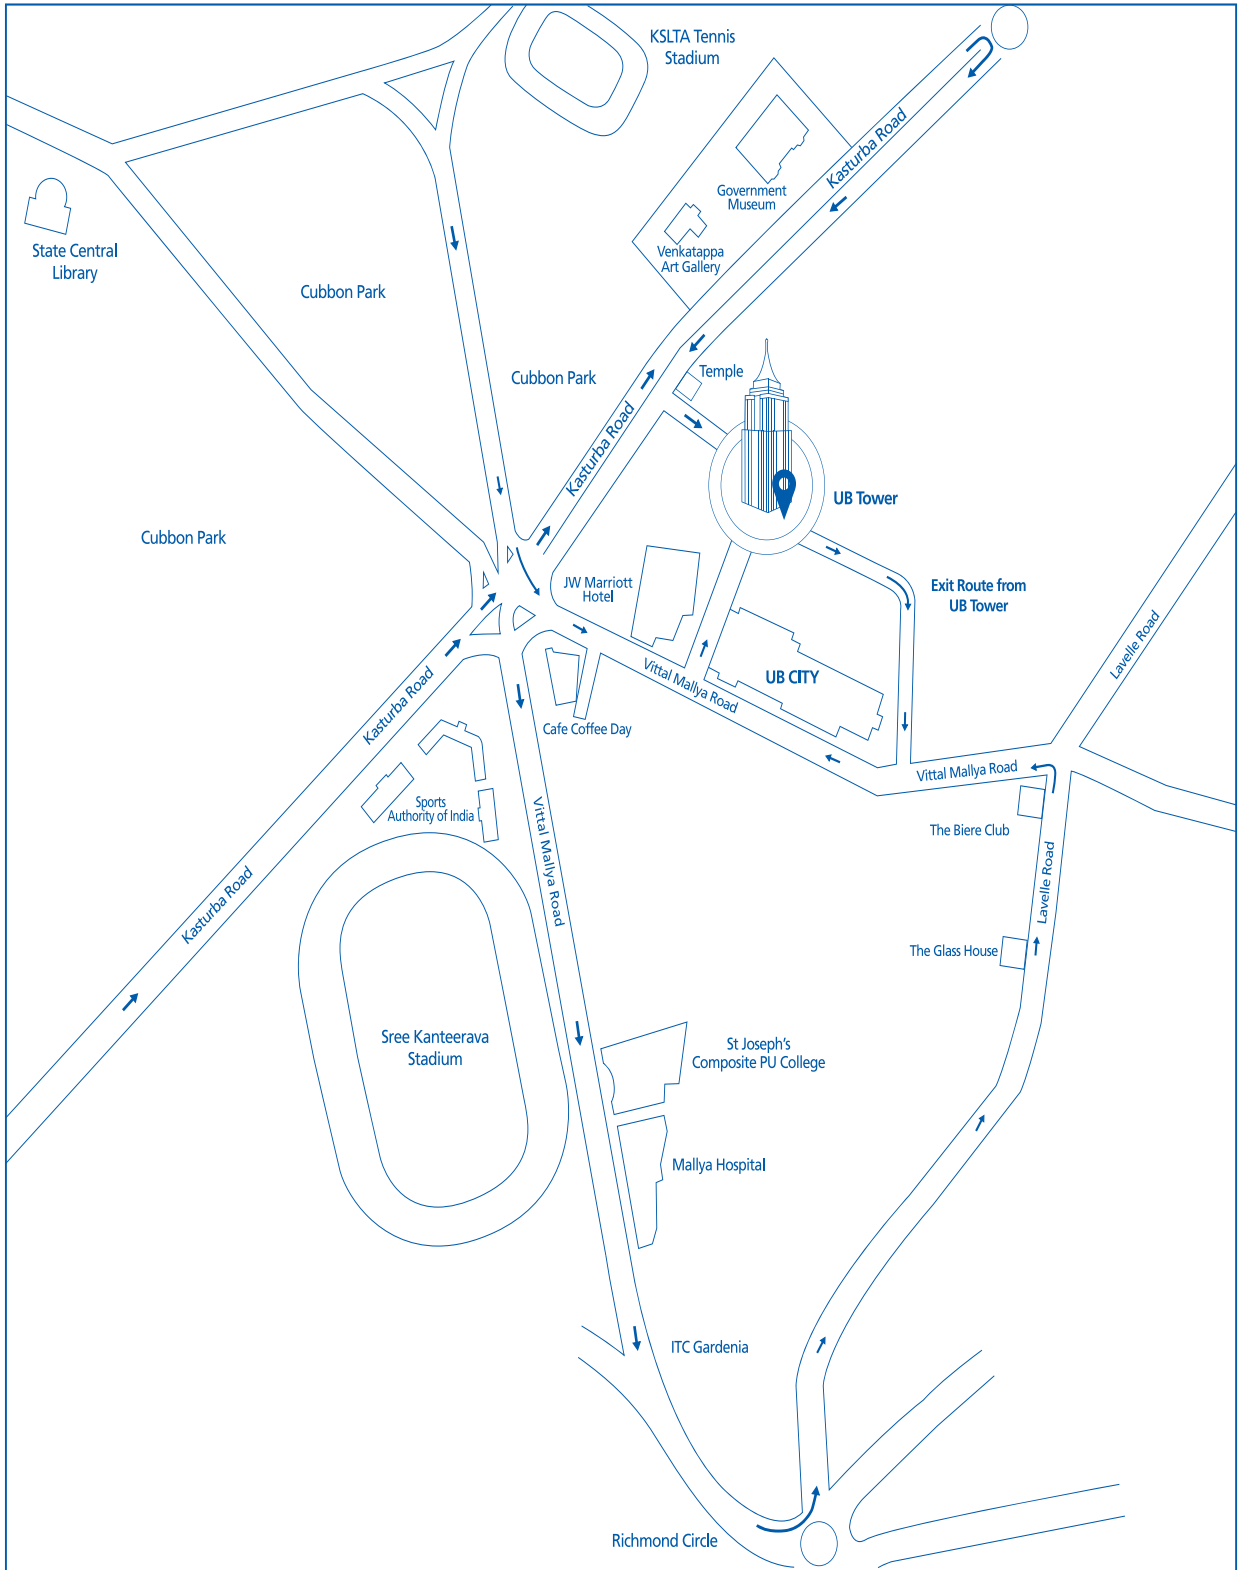 KSLTA Tennis
Stadium
Kasturba Road
Government
Museum
State Central
Library
Venkatappa
Art Gallery
Cubbon Park
Cubbon Park
Temple
Kasturba Road
UB Tower
Cubbon Park
JW Marriott
Hotel
Exit Route from
UB Tower
Lavelle Road
Vittal Mallya Road
UB CITY
Kasturba Road
Cafe Coffee Day
Vittal Mallya Road
Sports
Authority of India
The Biere Club
Vittal Mallya Road
Lavelle Road
Kasturba Road
The Glass House
Sree Kanteerava
Stadium
St Joseph's
Composite PU College
Mallya Hospital
ITC Gardenia
Richmond Circle